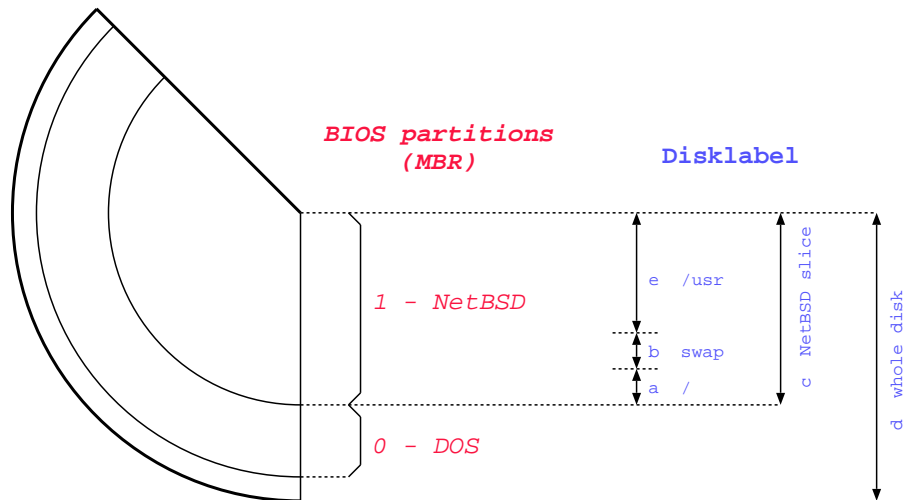 BIOS partitions
(MBR)
Disklabel
1 - NetBSD
0 - DOS
e /usr
b swap
a /
c NetBSD slice
d whole disk